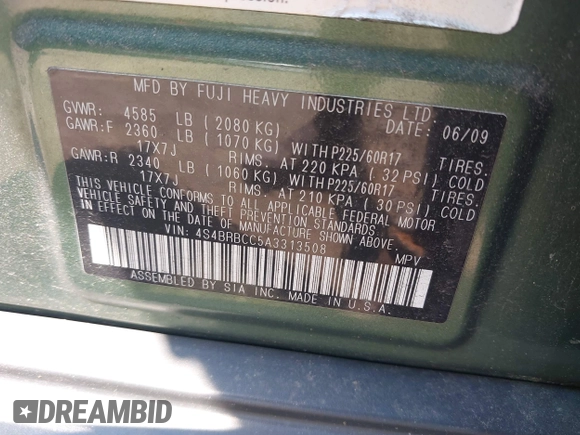 MFD BY FUJI HEAVY INDUSTRIES LTD.
GVWR: 4585 LB ( 2080 KG) DATE: 06/09
GAWR:F 2360 LB ( 1070 KG) WITH P225/60R17 TIRES.
17X7J RIMS. AT 220 KPA ( 32 PSI) COLD
GAWR:R 2340 LB ( 1060 KG) WITH P225/60R17 TIRES.
17X7J RIMS. AT 210 KPA ( 30 PSI) COLD
THIS VEHICLE CONFORMS TO ALL APPLICABLE FEDERAL MOTOR
VEHICLE SAFETY AND THEFT PREVENTION STANDARDS
IN EFFECT ON THE DATE OF MANUFACTURE SHOWN ABOVE.
VIN: 4S4BRBCC5A3313508 MPV
ASSEMBLED BY SIA INC. MADE IN U.S.A.
DREAMBID